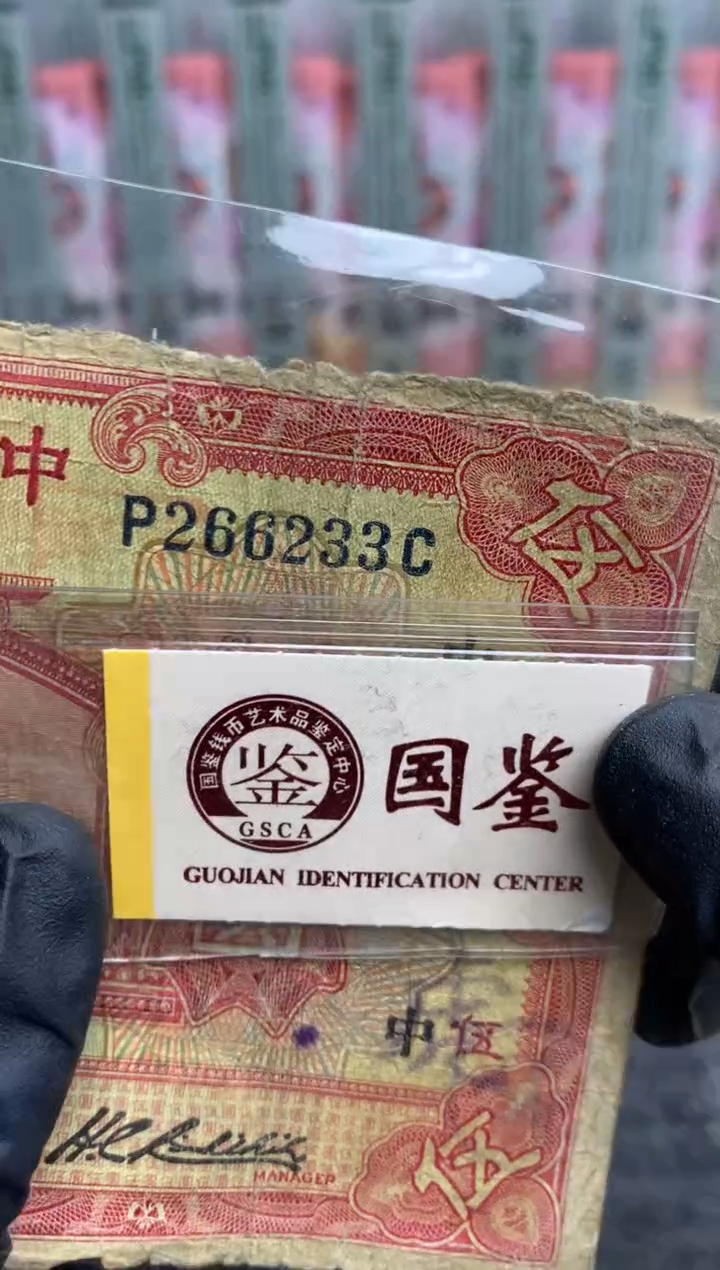 中
P266233C
伍
国鉴钱币艺术品鉴定中心
鉴
GSCA
国鉴
GUOJIAN IDENTIFICATION CENTER
中
MANAGER
伍